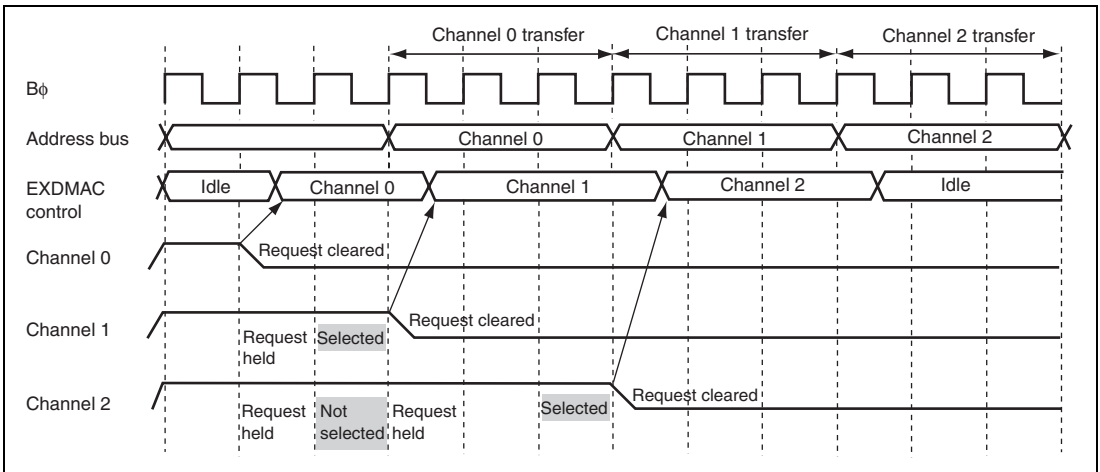 Channel 0 transfer Channel 1 transfer Channel 2 transfer
Bφ
Address bus Channel 0 Channel 1 Channel 2
EXDMAC control Idle Channel 0 Channel 1 Channel 2 Idle
Channel 0 Request cleared
Channel 1 Request cleared
Request held Selected
Channel 2 Request cleared
Request held Not selected Request held Selected